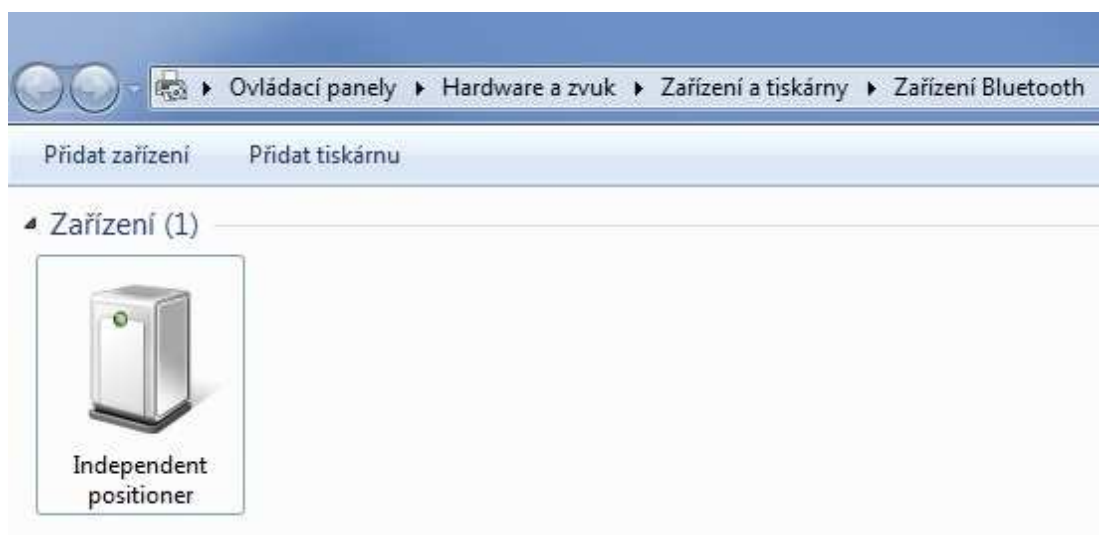 Ovládací panely Hardware a zvuk Zařízení a tiskárny Zařízení Bluetooth
Přidat zařízení Přidat tiskárnu
Zařízení (1)
Independent
positioner